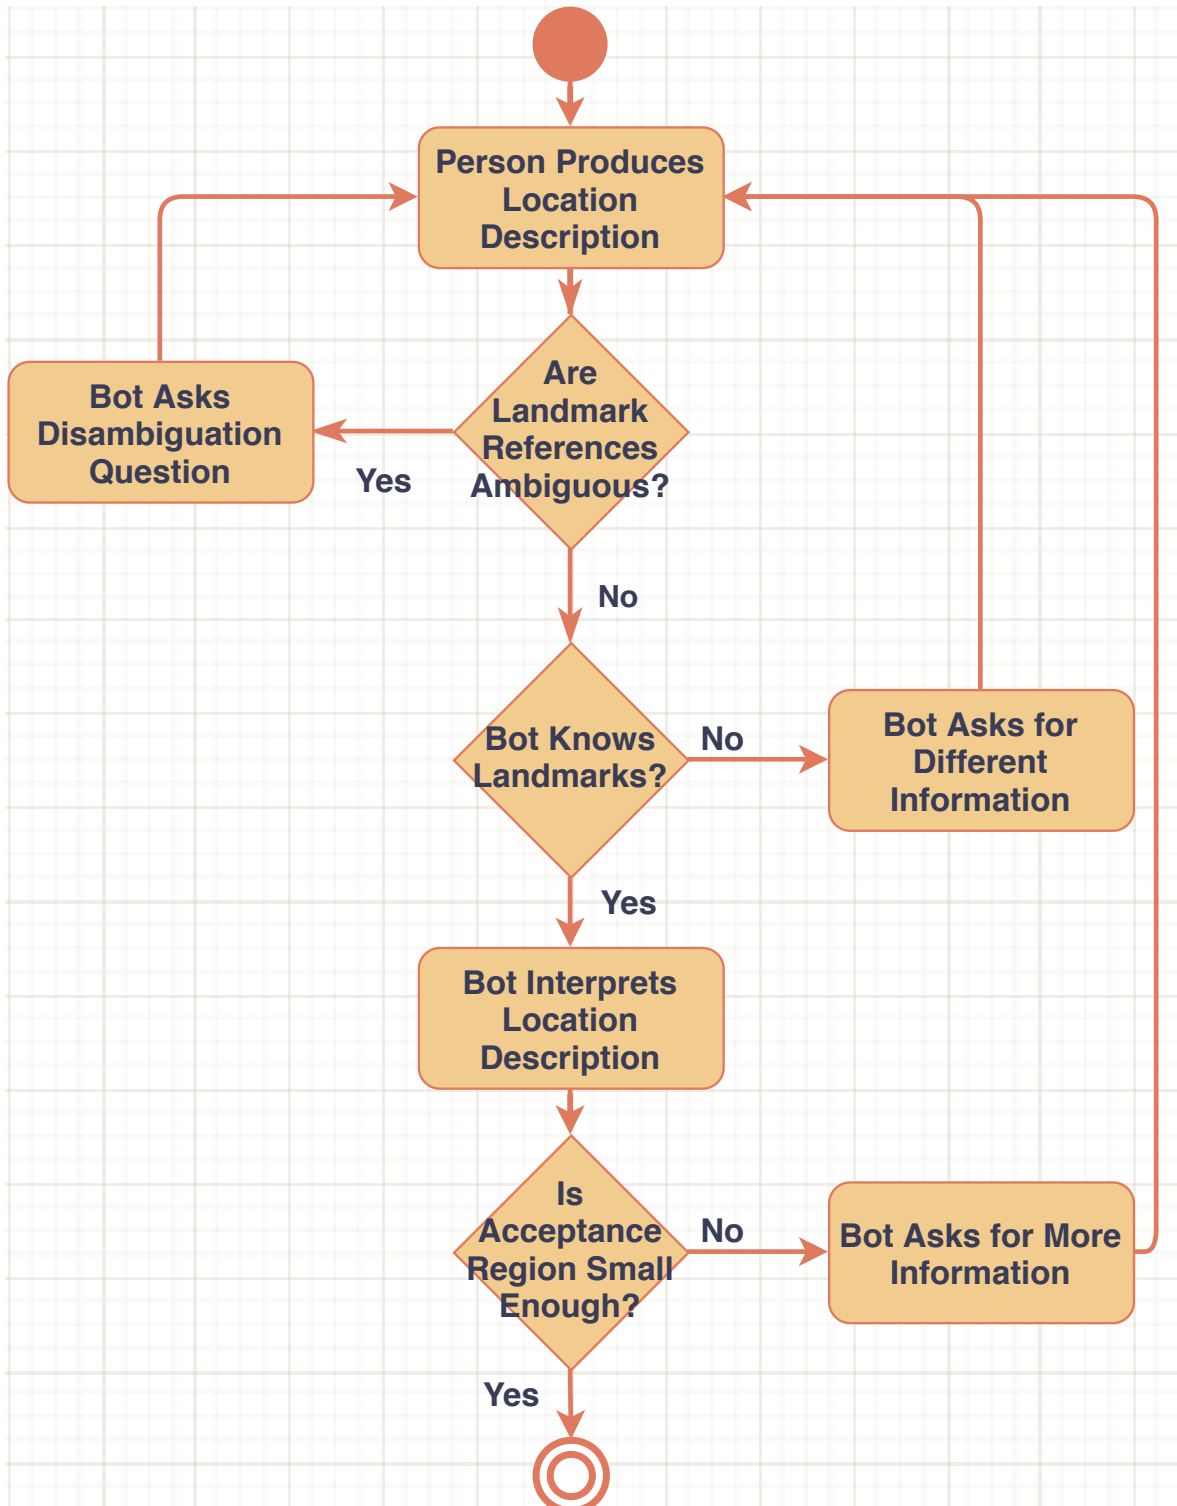 Person Produces
Location
Description
Are
Landmark
References
Ambiguous?
Bot Asks
Disambiguation
Question
Yes
No
Bot Knows
Landmarks?
No
Bot Asks for
Different
Information
Yes
Bot Interprets
Location
Description
Is
Acceptance
Region Small
Enough?
No
Bot Asks for More
Information
Yes